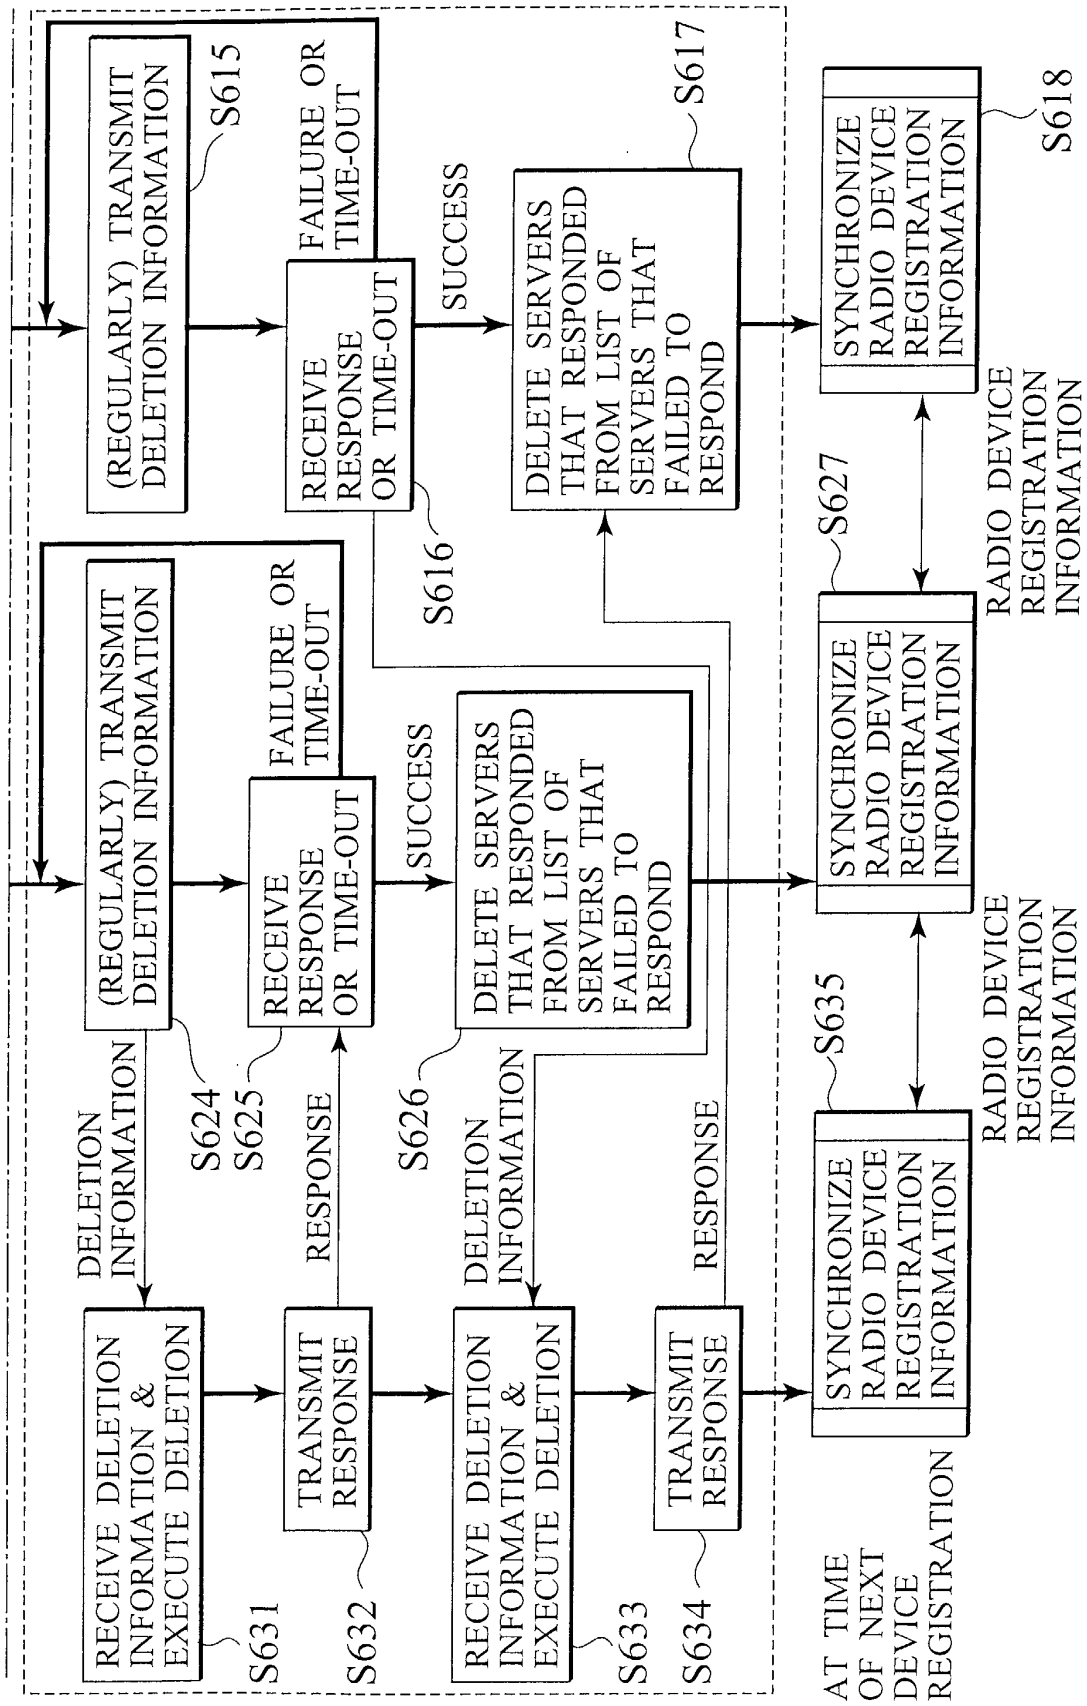 (REGULARLY) TRANSMIT
DELETION INFORMATION
S615
FAILURE OR
TIME-OUT
RECEIVE
RESPONSE
OR TIME-OUT
S616
SUCCESS
DELETE SERVERS
THAT RESPONDED
FROM LIST OF
SERVERS THAT
FAILED TO
RESPOND
S617
SYNCHRONIZE
RADIO DEVICE
REGISTRATION
INFORMATION
S618
RADIO DEVICE
REGISTRATION
INFORMATION
(REGULARLY) TRANSMIT
DELETION INFORMATION
S624
FAILURE OR
TIME-OUT
RECEIVE
RESPONSE
OR TIME-OUT
S625
SUCCESS
DELETE SERVERS
THAT RESPONDED
FROM LIST OF
SERVERS THAT
FAILED TO
RESPOND
S626
SYNCHRONIZE
RADIO DEVICE
REGISTRATION
INFORMATION
S627
RADIO DEVICE
REGISTRATION
INFORMATION
DELETION
INFORMATION
RESPONSE
DELETION
INFORMATION
RESPONSE
RECEIVE DELETION
INFORMATION &
EXECUTE DELETION
S631
TRANSMIT
RESPONSE
S632
RECEIVE DELETION
INFORMATION &
EXECUTE DELETION
S633
TRANSMIT
RESPONSE
S634
SYNCHRONIZE
RADIO DEVICE
REGISTRATION
INFORMATION
S635
AT TIME
OF NEXT
DEVICE
REGISTRATION